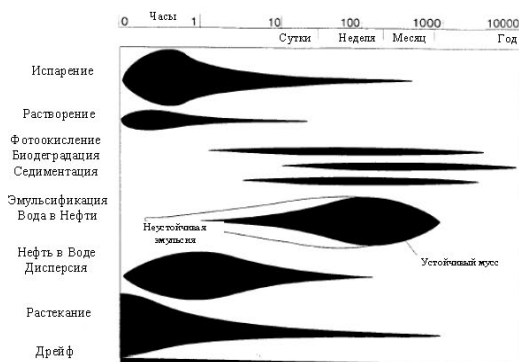 Часы
0 1 10 100 1000 10000
Сутки Неделя Месяц Год
Испарение
Растворение
Фотоокисление
Биодеградация
Седиментация
Эмульсификация
Вода в Нефти
Неустойчивая
эмульсия
Нефть в Воде
Дисперсия
Устойчивый мусс
Растекание
Дрейф